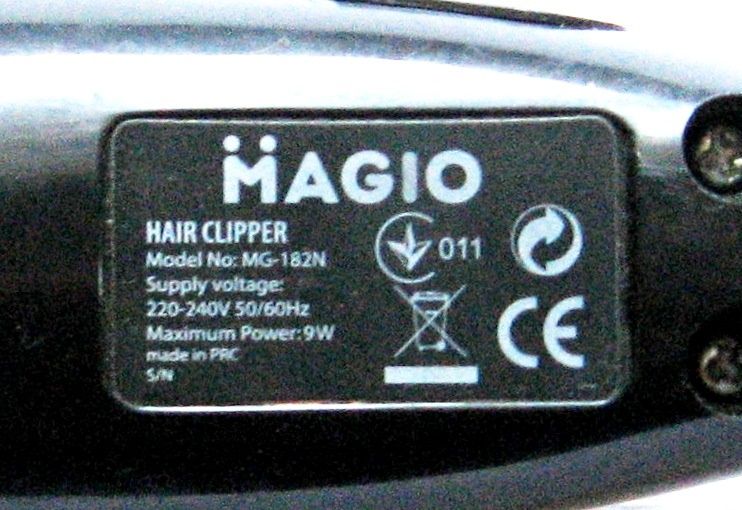 MAGIO
HAIR CLIPPER
Model No: MG-182N
Supply voltage:
220-240V 50/60Hz
Maximum Power:9W
made in PRC
S/N
011
CE